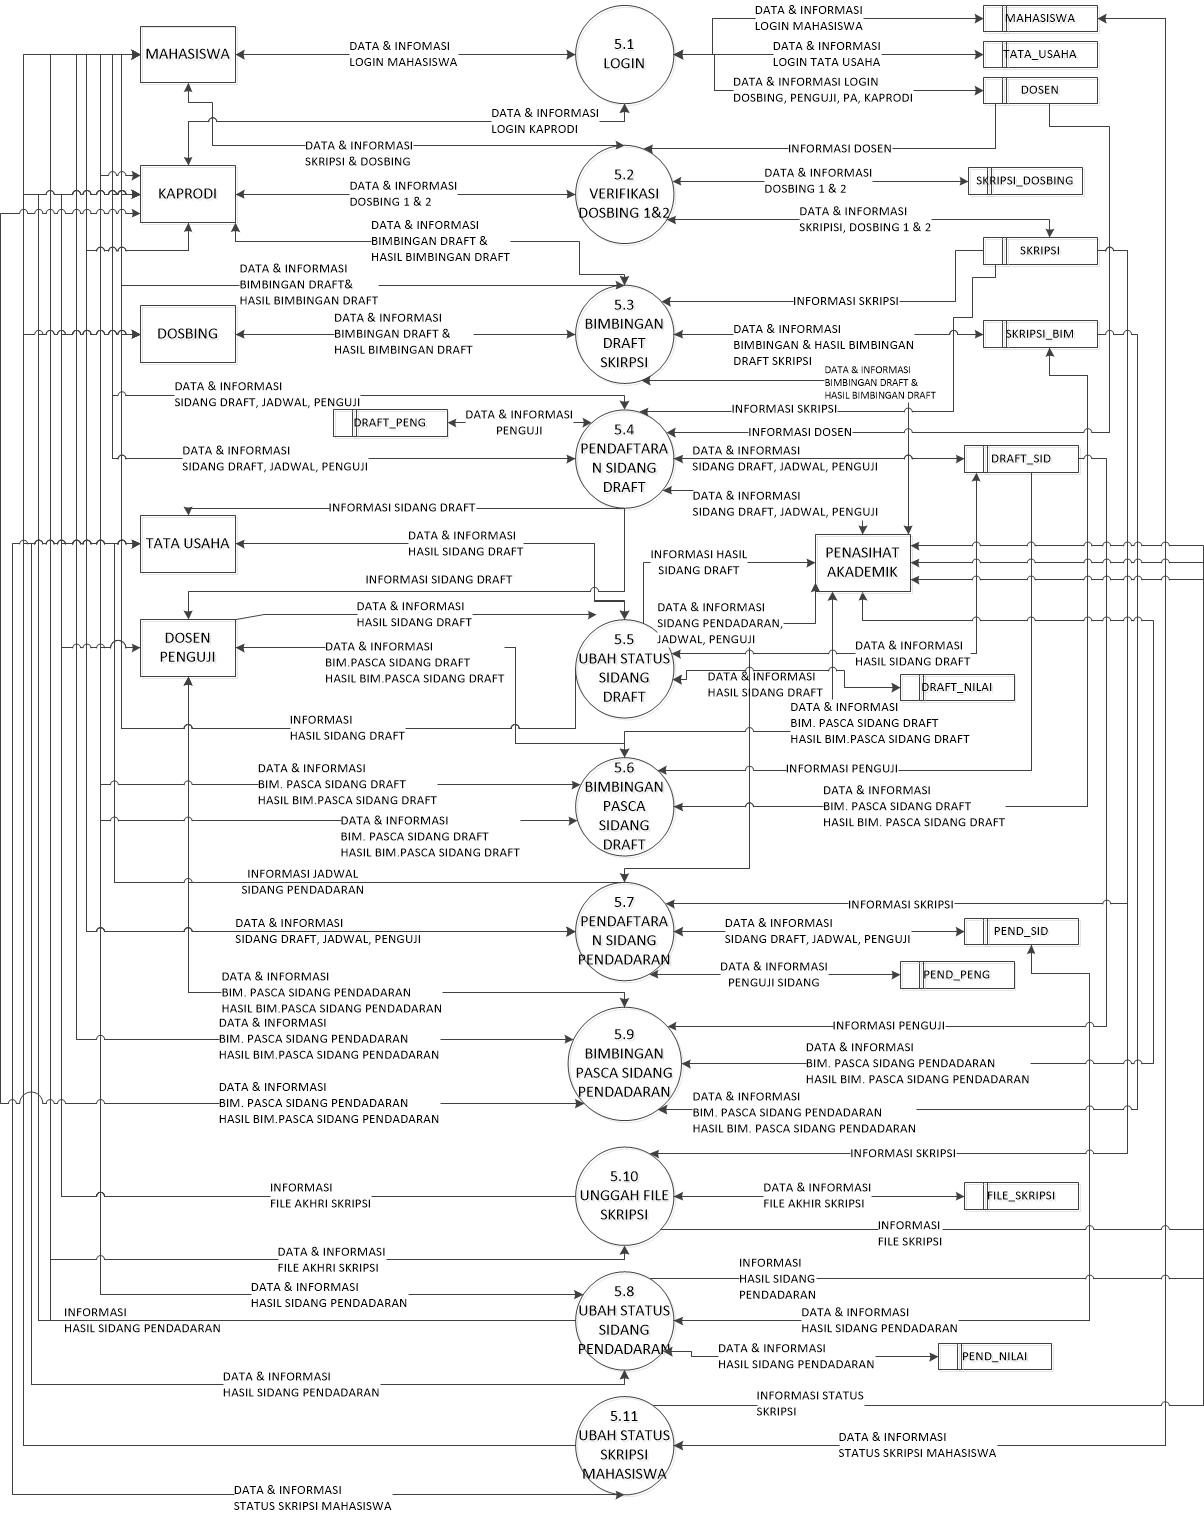 DATA & INFORMASI
LOGIN MAHASISWA
MAHASISWA
MAHASISWA
DATA & INFOMASI
LOGIN MAHASISWA
5.1
LOGIN
DATA & INFORMASI
LOGIN TATA USAHA
TATA_USAHA
DATA & INFORMASI LOGIN
DOSBING, PENGUJI, PA, KAPRODI
DOSEN
DATA & INFORMASI
LOGIN KAPRODI
DATA & INFORMASI
SKRIPSI & DOSBING
INFORMASI DOSEN
KAPRODI
DATA & INFORMASI
DOSBING 1 & 2
5.2
VERIFIKASI
DOSBING 1&2
DATA & INFORMASI
DOSBING 1 & 2
SKRIPSI_DOSBING
DATA & INFORMASI
SKRIPISI, DOSBING 1 & 2
DATA & INFORMASI
BIMBINGAN DRAFT &
HASIL BIMBINGAN DRAFT
SKRIPSI
DATA & INFORMASI
BIMBINGAN DRAFT&
HASIL BIMBINGAN DRAFT
INFORMASI SKRIPSI
DOSBING
DATA & INFORMASI
BIMBINGAN DRAFT &
HASIL BIMBINGAN DRAFT
5.3
BIMBINGAN
DRAFT
SKIRPSI
DATA & INFORMASI
BIMBINGAN & HASIL BIMBINGAN
DRAFT SKRIPSI
SKRIPSI_BIM
DATA & INFORMASI
BIMBINGAN DRAFT &
HASIL BIMBINGAN DRAFT
DATA & INFORMASI
SIDANG DRAFT, JADWAL, PENGUJI
INFORMASI SKRIPSI
DRAFT_PENG
DATA & INFORMASI
PENGUJI
INFORMASI DOSEN
5.4
PENDAFTARA
N SIDANG
DRAFT
DATA & INFORMASI
SIDANG DRAFT, JADWAL, PENGUJI
DATA & INFORMASI
SIDANG DRAFT, JADWAL, PENGUJI
DRAFT_SID
DATA & INFORMASI
SIDANG DRAFT, JADWAL, PENGUJI
INFORMASI SIDANG DRAFT
TATA USAHA
DATA & INFORMASI
HASIL SIDANG DRAFT
INFORMASI HASIL
SIDANG DRAFT
PENASIHAT
AKADEMIK
INFORMASI SIDANG DRAFT
DATA & INFORMASI
HASIL SIDANG DRAFT
DATA & INFORMASI
SIDANG PENDADARAN,
JADWAL, PENGUJI
DOSEN
PENGUJI
DATA & INFORMASI
BIM.PASCA SIDANG DRAFT
HASIL BIM.PASCA SIDANG DRAFT
5.5
UBAH STATUS
SIDANG
DRAFT
DATA & INFORMASI
HASIL SIDANG DRAFT
DATA & INFORMASI
HASIL SIDANG DRAFT
DRAFT_NILAI
INFORMASI
HASIL SIDANG DRAFT
DATA & INFORMASI
BIM. PASCA SIDANG DRAFT
HASIL BIM.PASCA SIDANG DRAFT
INFORMASI PENGUJI
DATA & INFORMASI
BIM. PASCA SIDANG DRAFT
HASIL BIM.PASCA SIDANG DRAFT
5.6
BIMBINGAN
PASCA
SIDANG
DRAFT
DATA & INFORMASI
BIM. PASCA SIDANG DRAFT
HASIL BIM. PASCA SIDANG DRAFT
DATA & INFORMASI
BIM. PASCA SIDANG DRAFT
HASIL BIM.PASCA SIDANG DRAFT
INFORMASI JADWAL
SIDANG PENDADARAN
5.7
PENDAFTARA
N SIDANG
PENDADARAN
INFORMASI SKRIPSI
DATA & INFORMASI
SIDANG DRAFT, JADWAL, PENGUJI
DATA & INFORMASI
SIDANG DRAFT, JADWAL, PENGUJI
PEND_SID
DATA & INFORMASI
PENGUJI SIDANG
PEND_PENG
DATA & INFORMASI
BIM. PASCA SIDANG PENDADARAN
HASIL BIM.PASCA SIDANG PENDADARAN
DATA & INFORMASI
BIM. PASCA SIDANG PENDADARAN
HASIL BIM.PASCA SIDANG PENDADARAN
5.9
BIMBINGAN
PASCA SIDANG
PENDADARAN
INFORMASI PENGUJI
DATA & INFORMASI
BIM. PASCA SIDANG PENDADARAN
HASIL BIM. PASCA SIDANG PENDADARAN
DATA & INFORMASI
BIM. PASCA SIDANG PENDADARAN
HASIL BIM.PASCA SIDANG PENDADARAN
DATA & INFORMASI
BIM. PASCA SIDANG PENDADARAN
HASIL BIM. PASCA SIDANG PENDADARAN
INFORMASI SKRIPSI
INFORMASI
FILE AKHRI SKRIPSI
5.10
UNGGAH FILE
SKRIPSI
DATA & INFORMASI
FILE AKHIR SKRIPSI
FILE_SKRIPSI
INFORMASI
FILE SKRIPSI
DATA & INFORMASI
FILE AKHRI SKRIPSI
INFORMASI
HASIL SIDANG
PENDADARAN
DATA & INFORMASI
HASIL SIDANG PENDADARAN
INFORMASI
HASIL SIDANG PENDADARAN
5.8
UBAH STATUS
SIDANG
PENDADARAN
DATA & INFORMASI
HASIL SIDANG PENDADARAN
DATA & INFORMASI
HASIL SIDANG PENDADARAN
PEND_NILAI
DATA & INFORMASI
HASIL SIDANG PENDADARAN
INFORMASI STATUS
SKRIPSI
5.11
UBAH STATUS
SKRIPSI
MAHASISWA
DATA & INFORMASI
STATUS SKRIPSI MAHASISWA
DATA & INFORMASI
STATUS SKRIPSI MAHASISWA